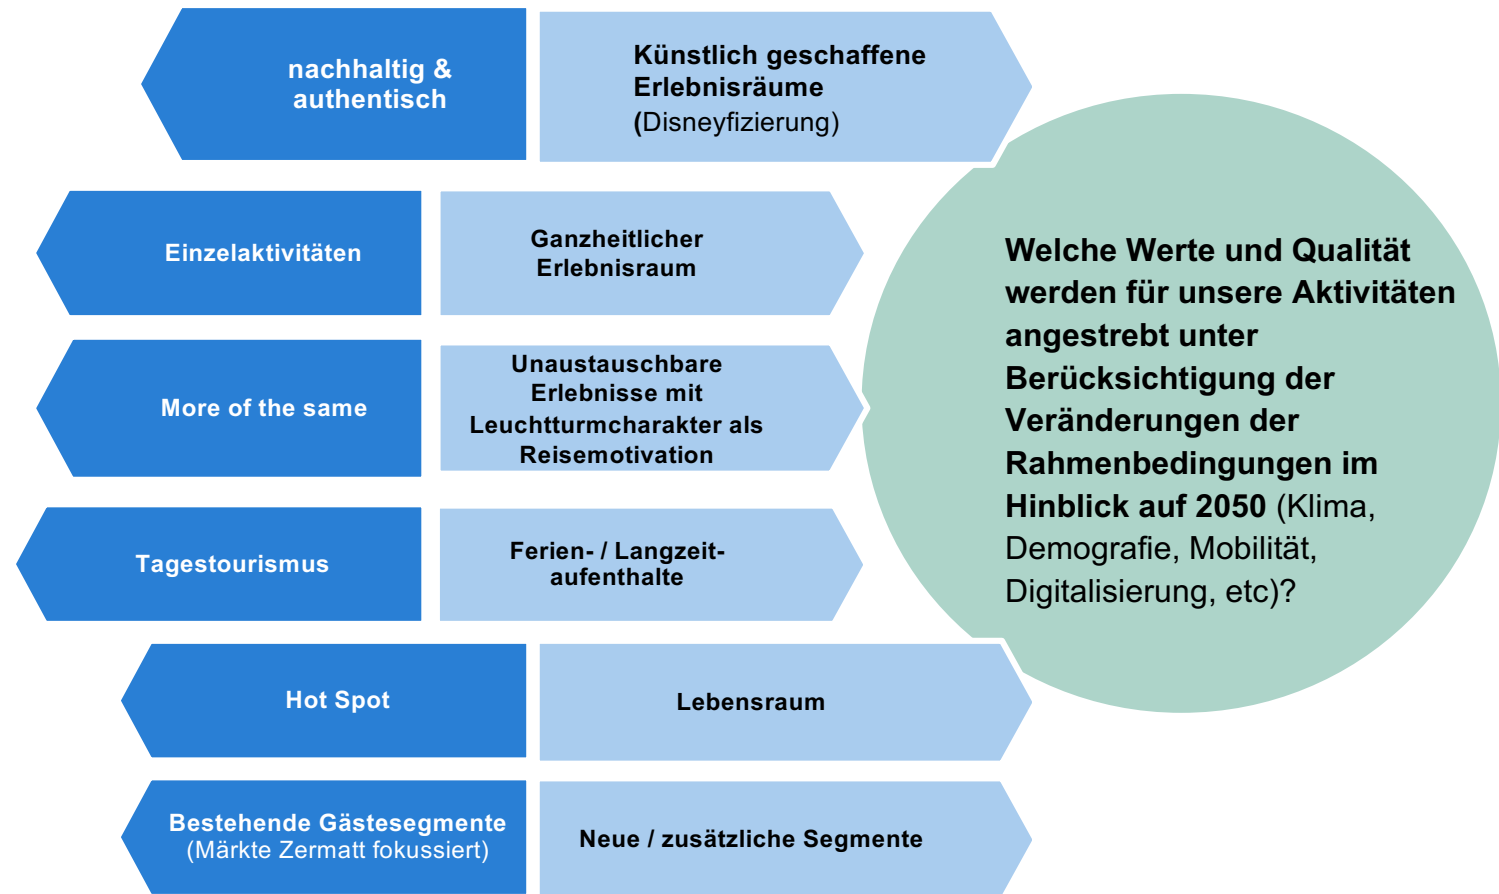 nachhaltig &
authentisch
Künstlich geschaffene
Erlebnisräume
(Disneyfizierung)
Einzelaktivitäten
Ganzheitlicher
Erlebnisraum
More of the same
Unaustauschbare
Erlebnisse mit
Leuchtturmcharakter als
Reisemotivation
Tagestourismus
Ferien- / Langzeit-
aufenthalte
Hot Spot
Lebensraum
Bestehende Gästesegmente
(Märkte Zermatt fokussiert)
Neue / zusätzliche Segmente
Welche Werte und Qualität
werden für unsere Aktivitäten
angestrebt unter
Berücksichtigung der
Veränderungen der
Rahmenbedingungen im
Hinblick auf 2050 (Klima,
Demografie, Mobilität,
Digitalisierung, etc)?